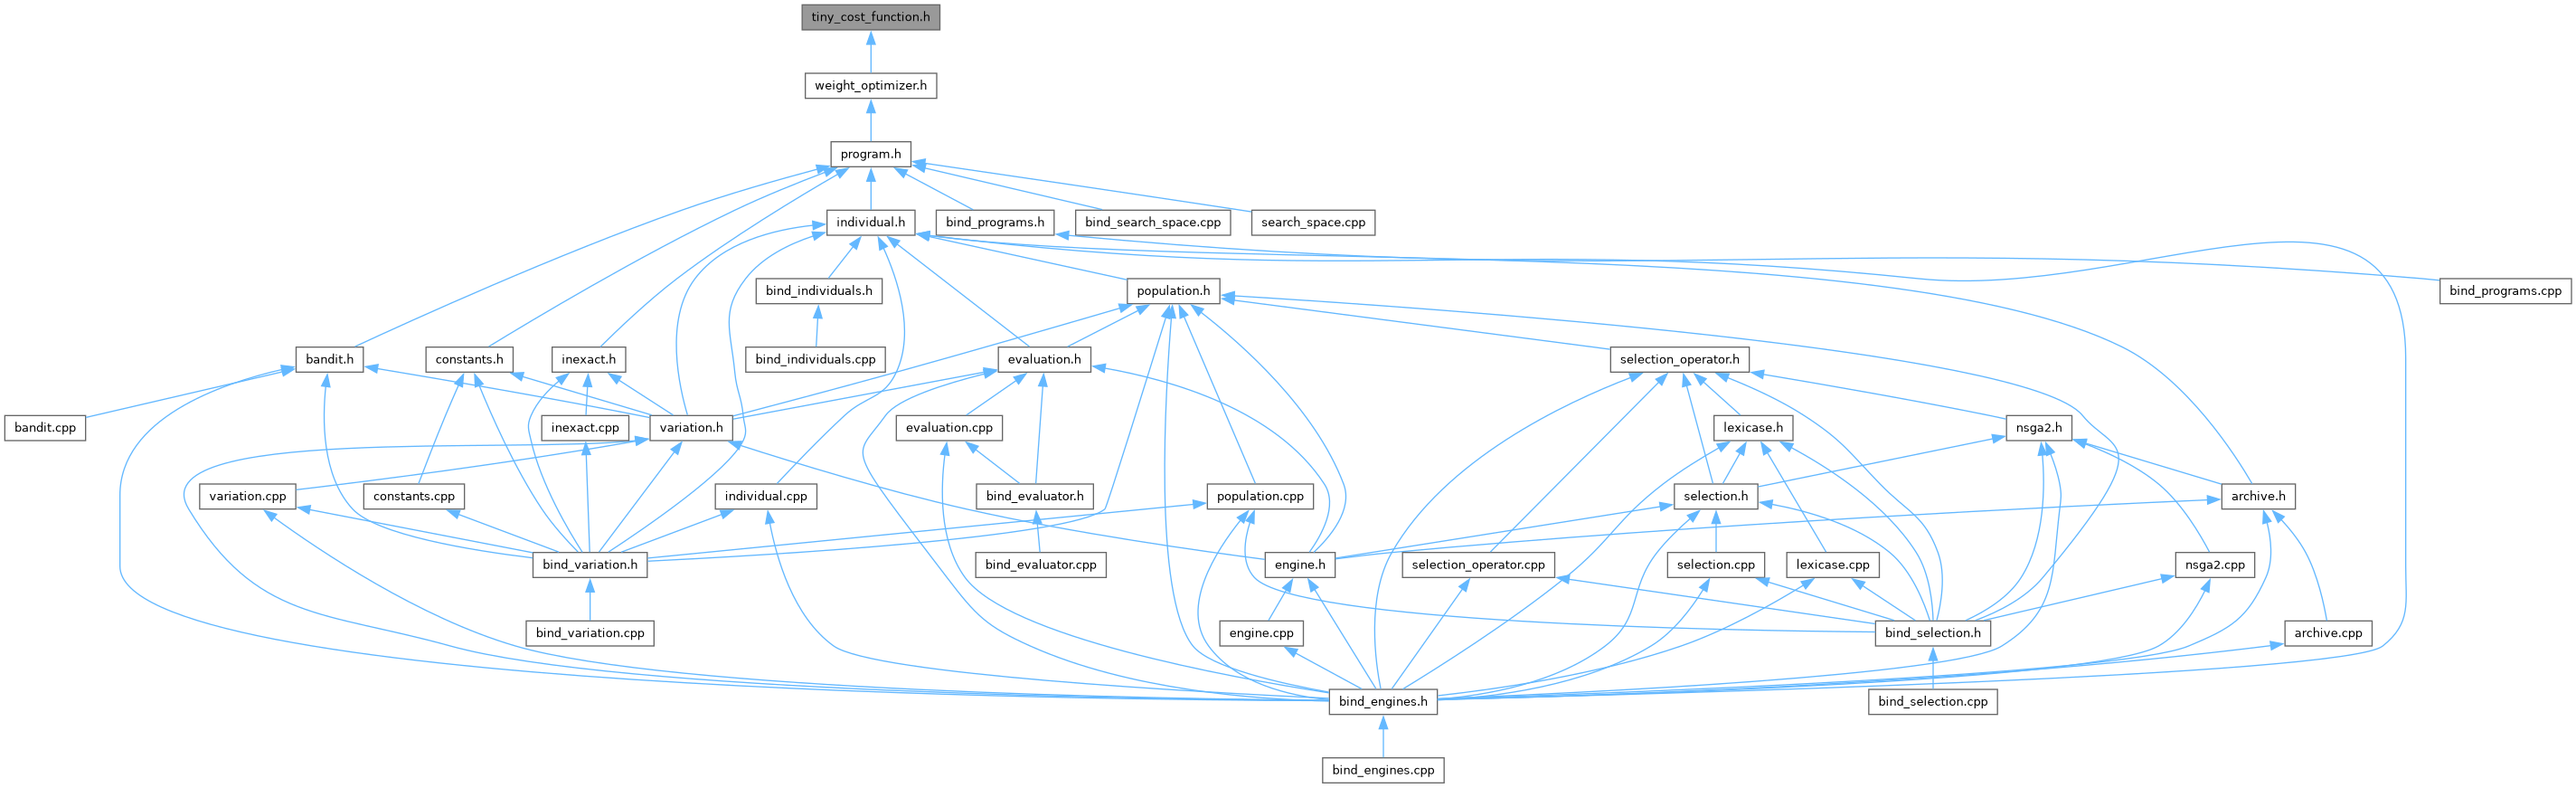 tiny_cost_function.h
weight_optimizer.h
program.h
individual.h
bind_programs.h
bind_search_space.cpp
search_space.cpp
bind_individuals.h
population.h
bind_programs.cpp
bandit.h
constants.h
inexact.h
bind_individuals.cpp
evaluation.h
selection_operator.h
bandit.cpp
inexact.cpp
variation.h
evaluation.cpp
lexicase.h
nsga2.h
variation.cpp
constants.cpp
individual.cpp
bind_evaluator.h
population.cpp
selection.h
archive.h
bind_variation.h
bind_evaluator.cpp
engine.h
selection_operator.cpp
selection.cpp
lexicase.cpp
nsga2.cpp
bind_variation.cpp
engine.cpp
bind_selection.h
archive.cpp
bind_engines.h
bind_selection.cpp
bind_engines.cpp